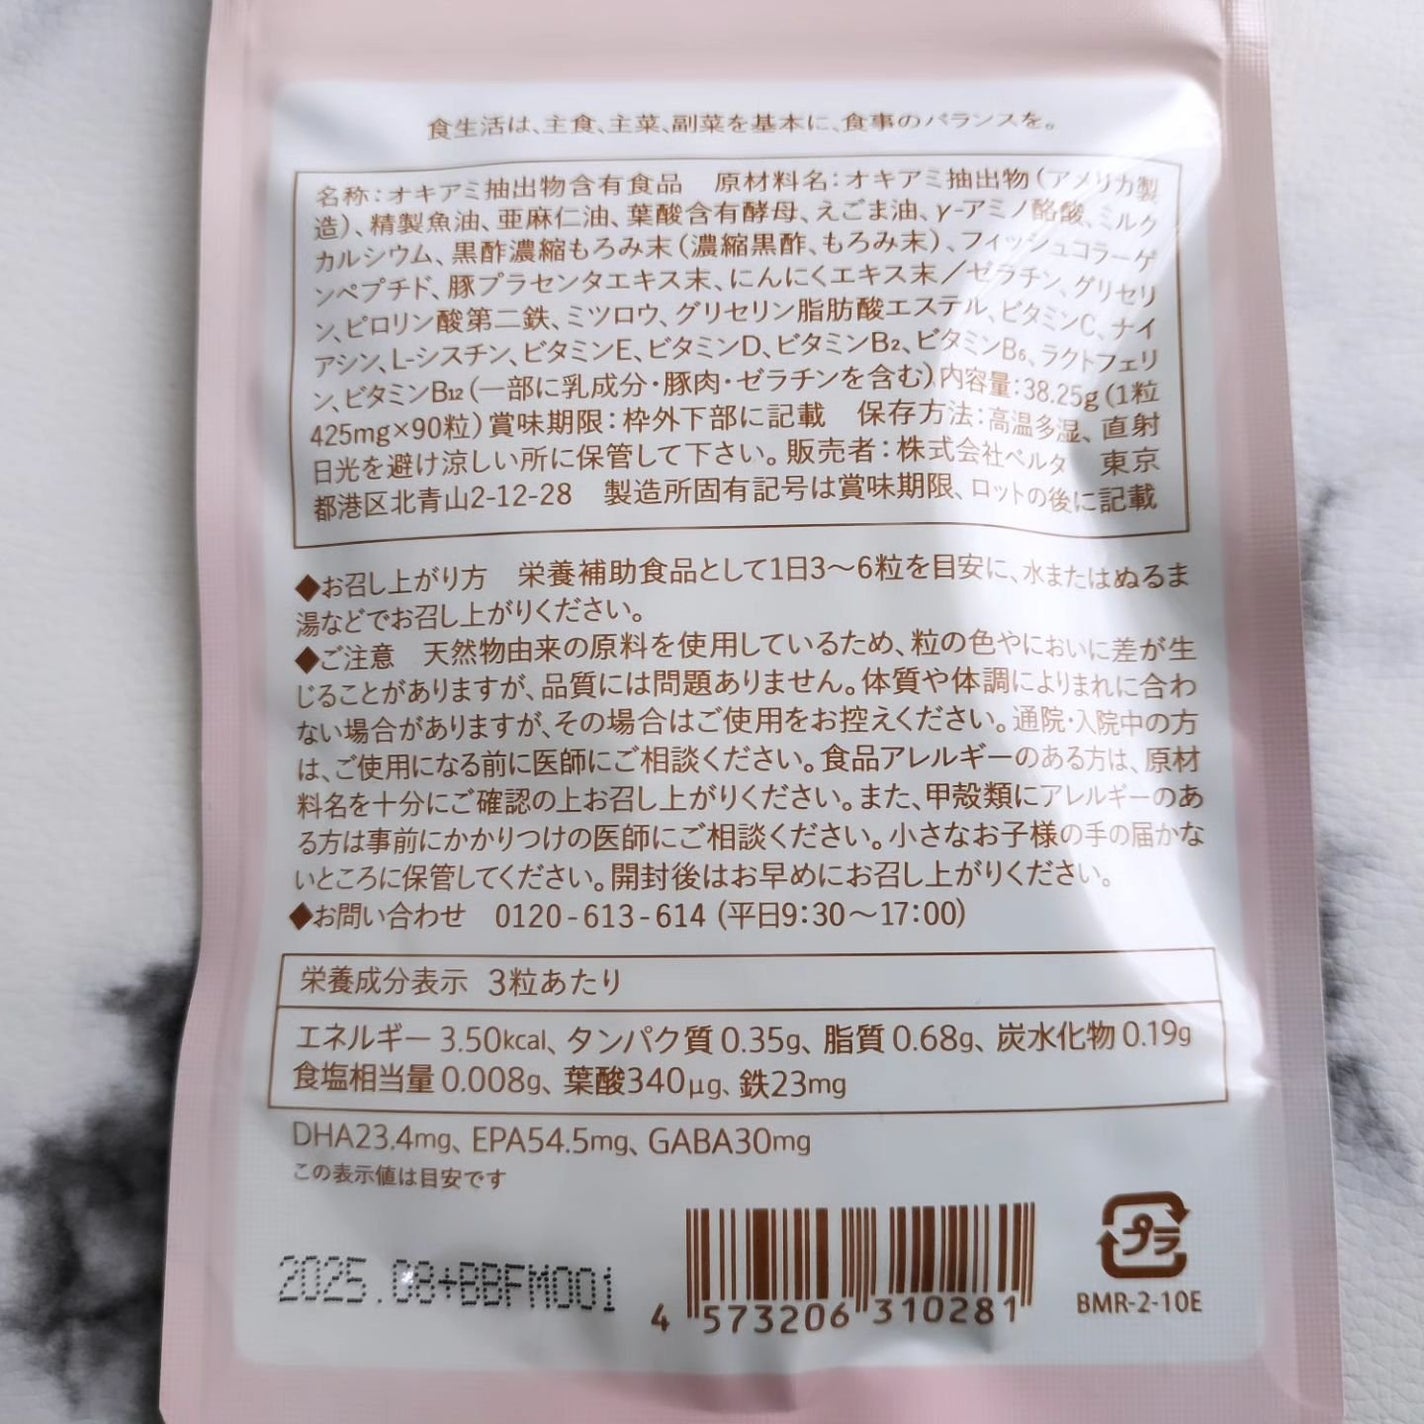 食生活は、主食、主菜、副菜を基本に、食事のバランスを。
名称：オキアミ抽出物含有食品　原材料名：オキアミ抽出物（アメリカ製
造）、精製魚油、亜麻仁油、葉酸含有酵母、えごま油、γ-アミノ酪酸、ミルク
カルシウム、黒酢濃縮もろみ末（濃縮黒酢、もろみ末）、フィッシュコラーゲ
ンペプチド、豚プラセンタエキス末、にんにくエキス末／ゼラチン、グリセリ
ン、ピロリン酸第二鉄、ミツロウ、グリセリン脂肪酸エステル、ビタミンC、ナイ
アシン、L-シスチン、ビタミンE、ビタミンD、ビタミンB₂、ビタミンB₆、ラクトフェリ
ン、ビタミンB₁₂（一部に乳成分・豚肉・ゼラチンを含む）内容量：38.25g（1粒
425mg×90粒）賞味期限：枠外下部に記載　保存方法：高温多湿、直射
日光を避け涼しい所に保管して下さい。販売者：株式会社ベルタ　東京
都港区北青山2-12-28　製造所固有記号は賞味期限、ロットの後に記載
◆お召し上がり方　栄養補助食品として1日3～6粒を目安に、水またはぬるま
湯などでお召し上がりください。
◆ご注意　天然物由来の原料を使用しているため、粒の色やにおいに差が生
じることがありますが、品質には問題ありません。体質や体調によりまれに合わ
ない場合がありますが、その場合はご使用をお控えください。通院・入院中の方
は、ご使用になる前に医師にご相談ください。食品アレルギーのある方は、原材
料名を十分にご確認の上お召し上がりください。また、甲殻類にアレルギーのあ
る方は事前にかかりつけの医師にご相談ください。小さなお子様の手の届かな
いところに保管してください。開封後はお早めにお召し上がりください。
◆お問い合わせ　0120-613-614（平日9：30～17：00）
栄養成分表示　3粒あたり
エネルギー 3.50kcal、タンパク質 0.35g、脂質 0.68g、炭水化物 0.19g
食塩相当量 0.008g、葉酸340μg、鉄23mg
DHA23.4mg、EPA54.5mg、GABA30mg
この表示値は目安です
2025.08+BBFM001
4 573206 310281
プラ
BMR-2-10E